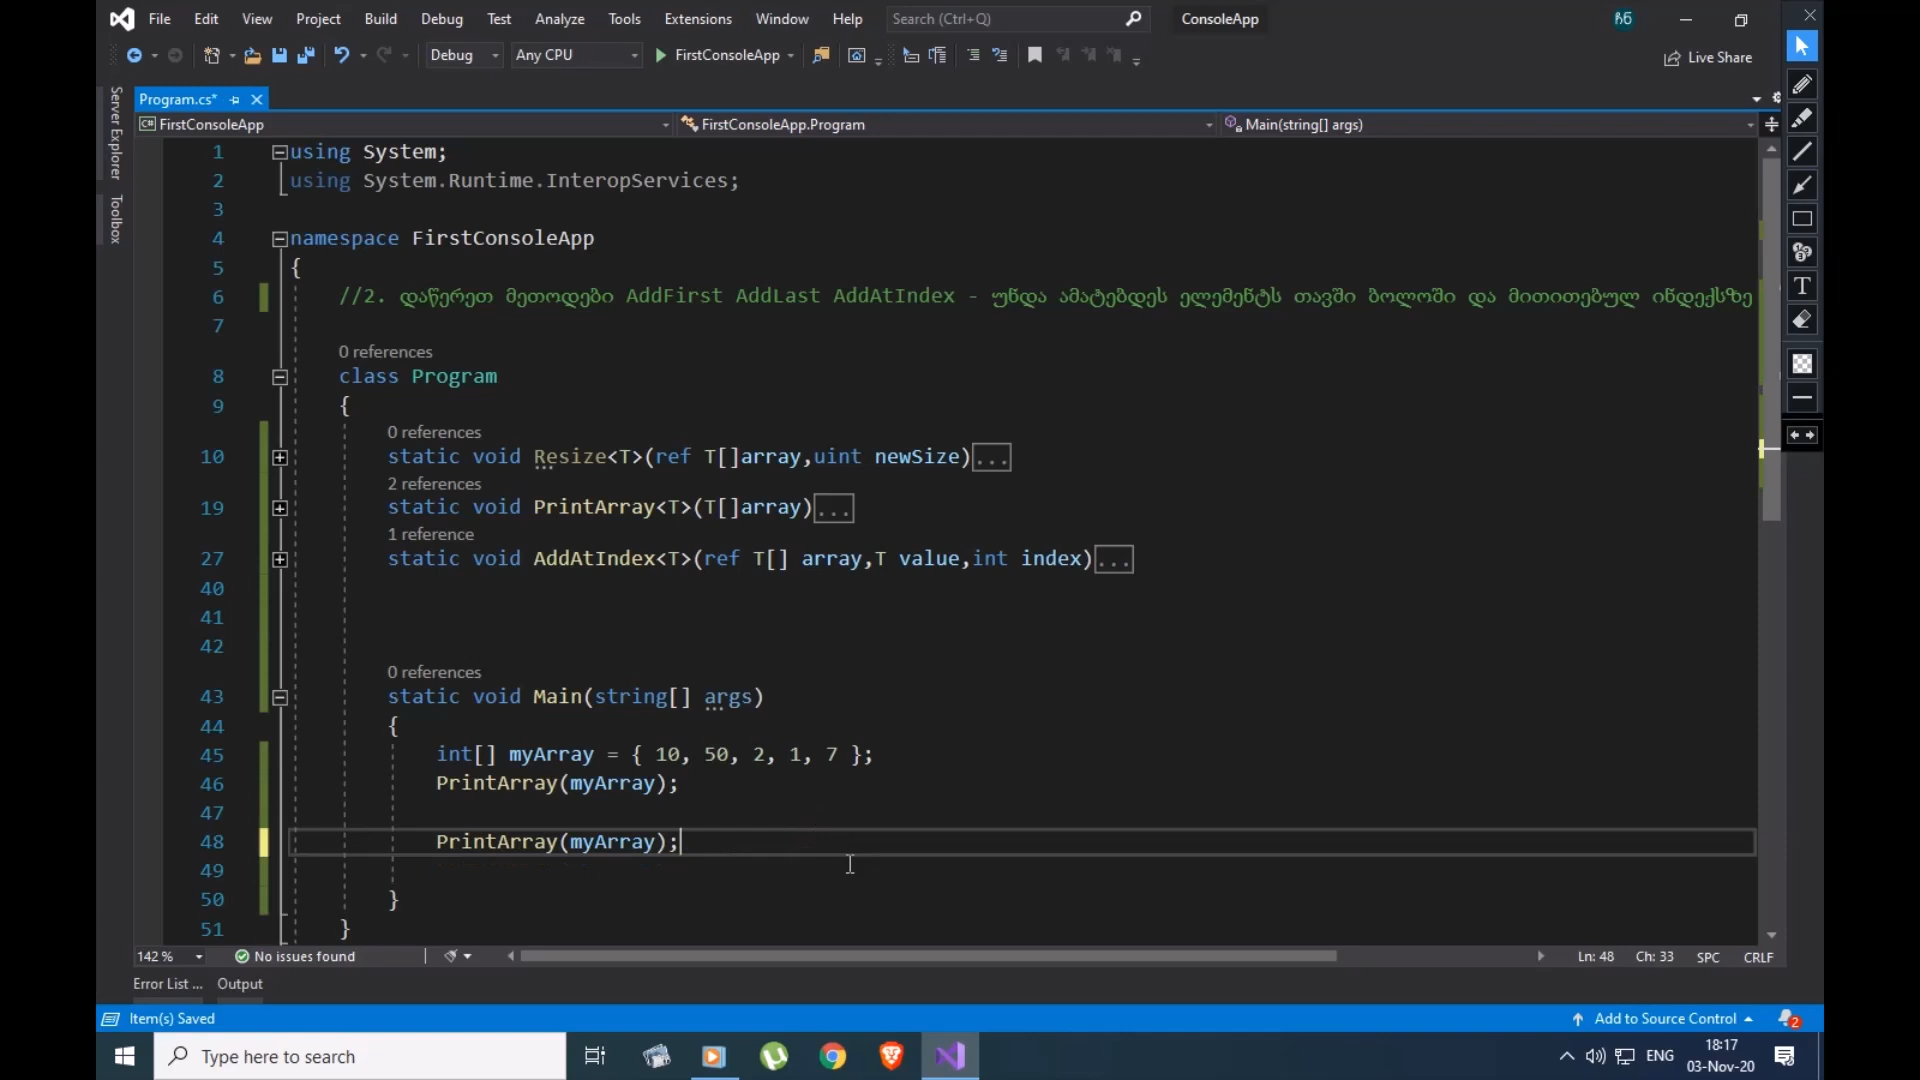 File Edit View Project Build Debug Test Analyze Tools Extensions Window Help Search (Ctrl+Q) ConsoleApp ჩნ
Debug Any CPU FirstConsoleApp Live Share
Server Explorer
Toolbox
Program.cs*
C# FirstConsoleApp FirstConsoleApp.Program Main(string[] args)
1 using System;
2 using System.Runtime.InteropServices;
3
4 namespace FirstConsoleApp
5 {
6 //2. დაწერეთ მეთოდები AddFirst AddLast AddAtIndex - უნდა ამატებდეს ელემენტს თავში ბოლოში და მითითებულ ინდექსზე
7
0 references
8 class Program
9 {
0 references
10 static void Resize<T>(ref T[]array,uint newSize)...
2 references
19 static void PrintArray<T>(T[]array)...
1 reference
27 static void AddAtIndex<T>(ref T[] array,T value,int index)...
40
41
42
0 references
43 static void Main(string[] args)
44 {
45 int[] myArray = { 10, 50, 2, 1, 7 };
46 PrintArray(myArray);
47
48 PrintArray(myArray);
49
50 }
51 }
142 % No issues found Ln: 48 Ch: 33 SPC CRLF
Error List ... Output
Item(s) Saved Add to Source Control 2
Type here to search ENG 18:17
03-Nov-20